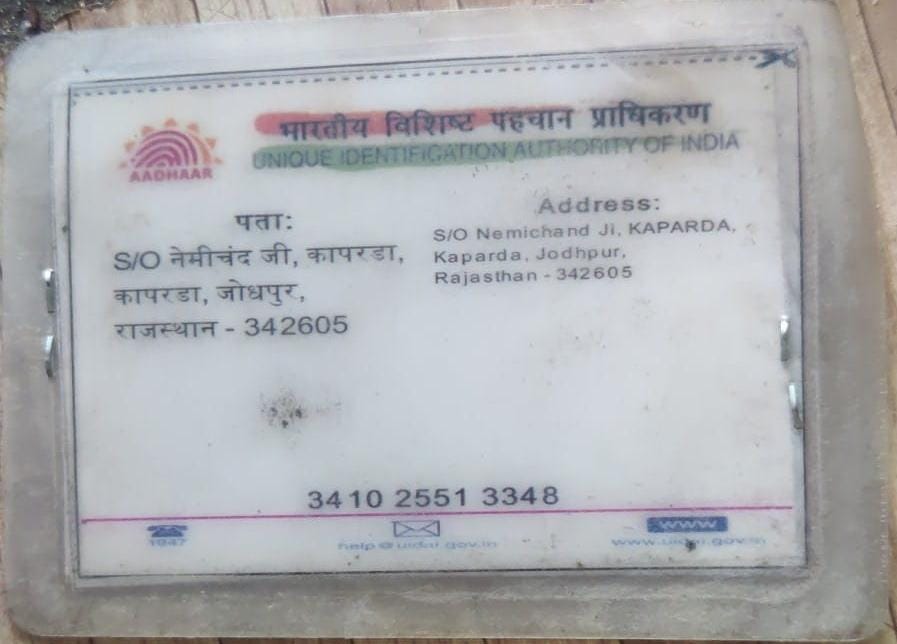 भारतीय विशिष्ट पहचान प्राधिकरण
UNIQUE IDENTIFICATION AUTHORITY OF INDIA
AADHAAR
पता:
S/O नेमीचंद जी, कापरडा,
कापरडा, जोधपुर,
राजस्थान - 342605
Address:
S/O Nemichand Ji, KAPARDA,
Kaparda, Jodhpur,
Rajasthan - 342605
3410 2551 3348
1947
help@uidai.gov.in
www
www.uidai.gov.in